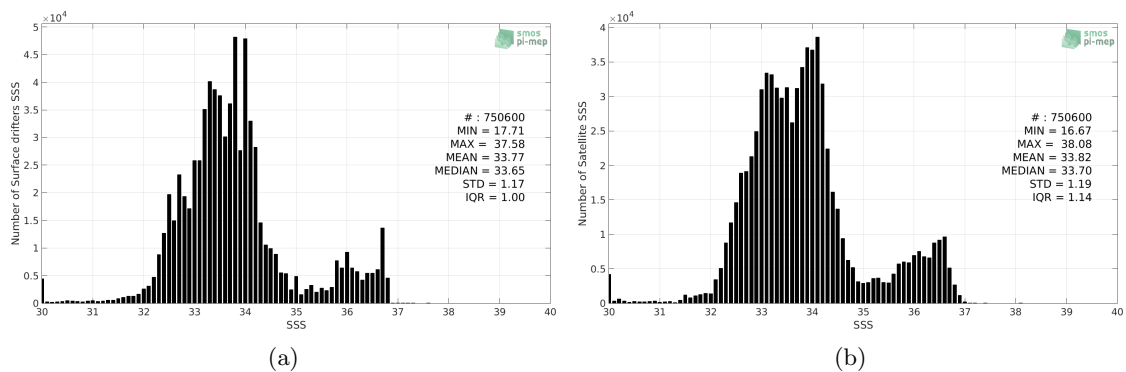 ×10⁴
5
4.5
4
3.5
3
2.5
2
1.5
1
0.5
0
30 31 32 33 34 35 36 37 38 39 40
SSS
Number of Surface drifters SSS
smos
pi-mep
# : 750600
MIN = 17.71
MAX = 37.58
MEAN = 33.77
MEDIAN = 33.65
STD = 1.17
IQR = 1.00
(a)
×10⁴
4
3.5
3
2.5
2
1.5
1
0.5
0
30 31 32 33 34 35 36 37 38 39 40
SSS
Number of Satellite SSS
smos
pi-mep
# : 750600
MIN = 16.67
MAX = 38.08
MEAN = 33.82
MEDIAN = 33.70
STD = 1.19
IQR = 1.14
(b)